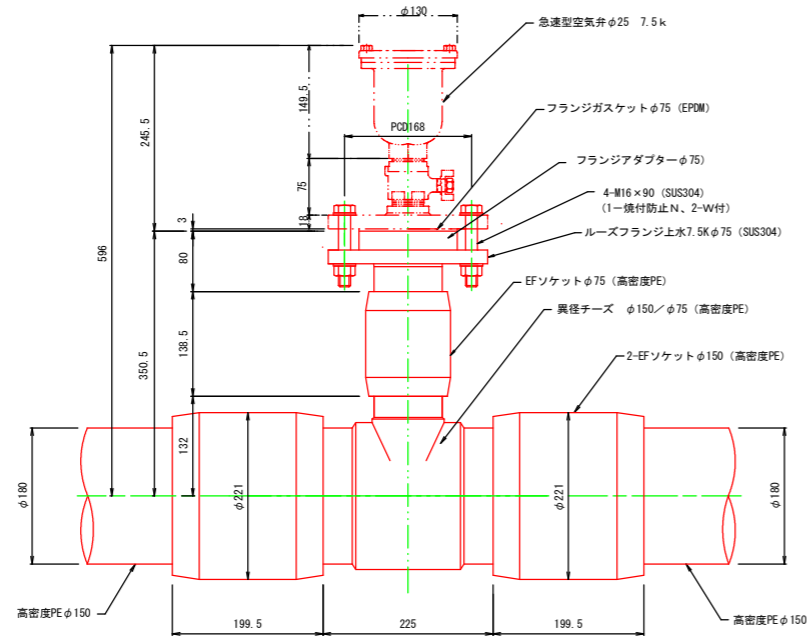 φ130
急速型空気弁φ25 7.5k
149.5
245.5
フランジガスケットφ75(EPDM)
PCD168
フランジアダプターφ75)
75
4-M16×90(SUS304)
(1ー焼付防止N、2-W付)
18
3
ルーズフランジ上水7.5Kφ75(SUS304)
596
80
EFソケットφ75(高密度PE)
異径チーズ φ150/φ75(高密度PE)
138.5
350.5
2-EFソケットφ150(高密度PE)
132
φ180
φ221
φ221
φ180
高密度PEφ150
高密度PEφ150
199.5
225
199.5